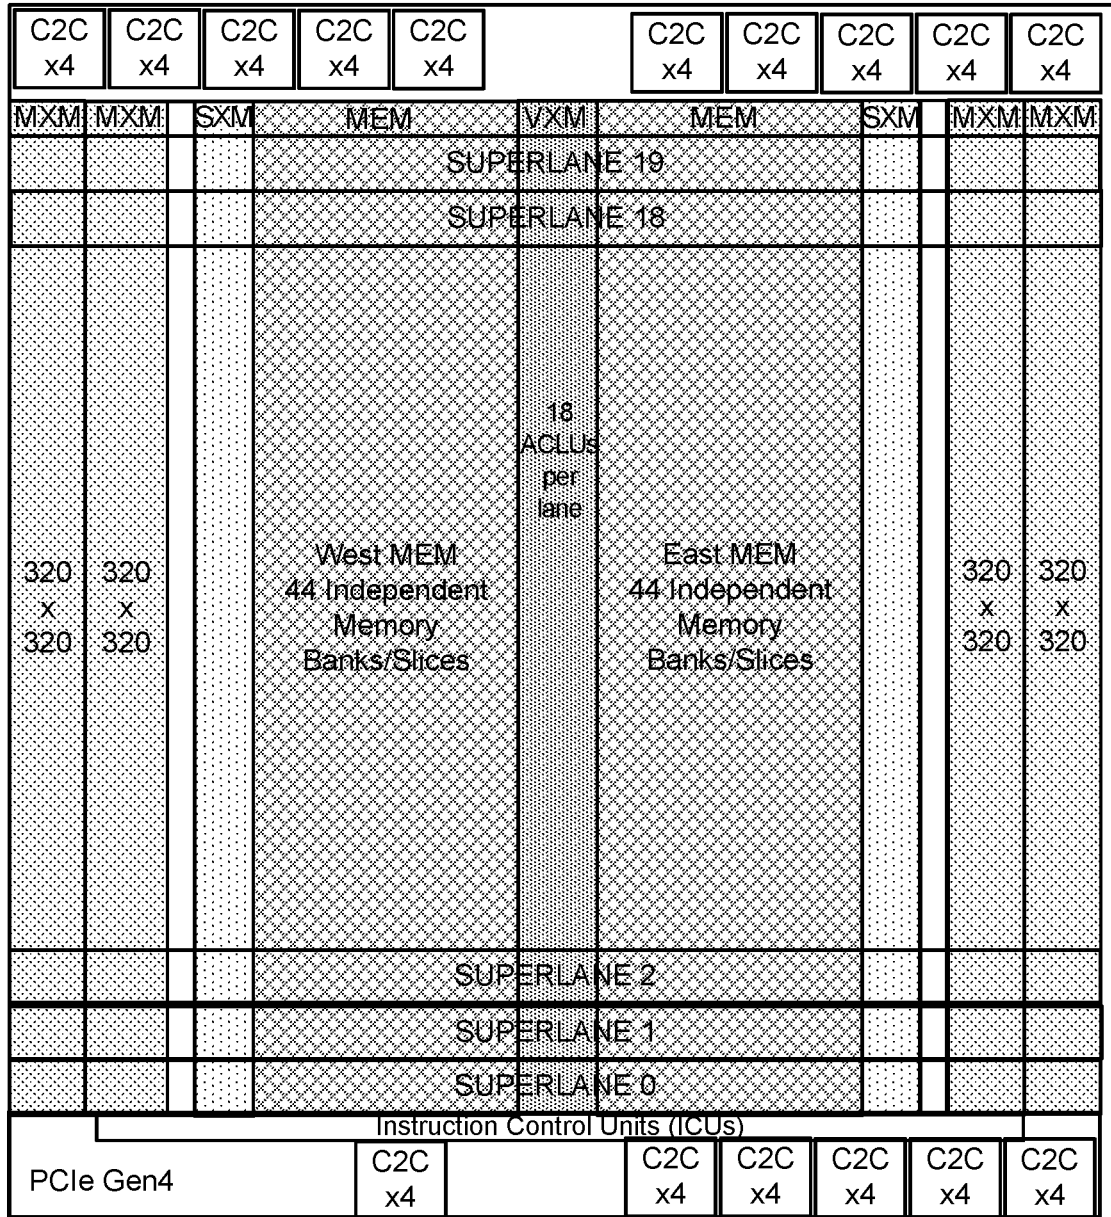 C2C C2C C2C C2C C2C C2C C2C C2C C2C C2C
x4 x4 x4 x4 x4 x4 x4 x4 x4 x4
MXM MXM SXM MEM VXM MEM SXM MXM MXM
SUPERLANE 19
SUPERLANE 18
18
ACLUs
per
lane
West MEM
44 Independent
Memory
Banks/Slices
East MEM
44 Independent
Memory
Banks/Slices
320 320 320 320
x x x x
320 320 320 320
SUPERLANE 2
SUPERLANE 1
SUPERLANE 0
Instruction Control Units (ICUs)
PCIe Gen4
C2C C2C C2C C2C C2C C2C
x4 x4 x4 x4 x4 x4